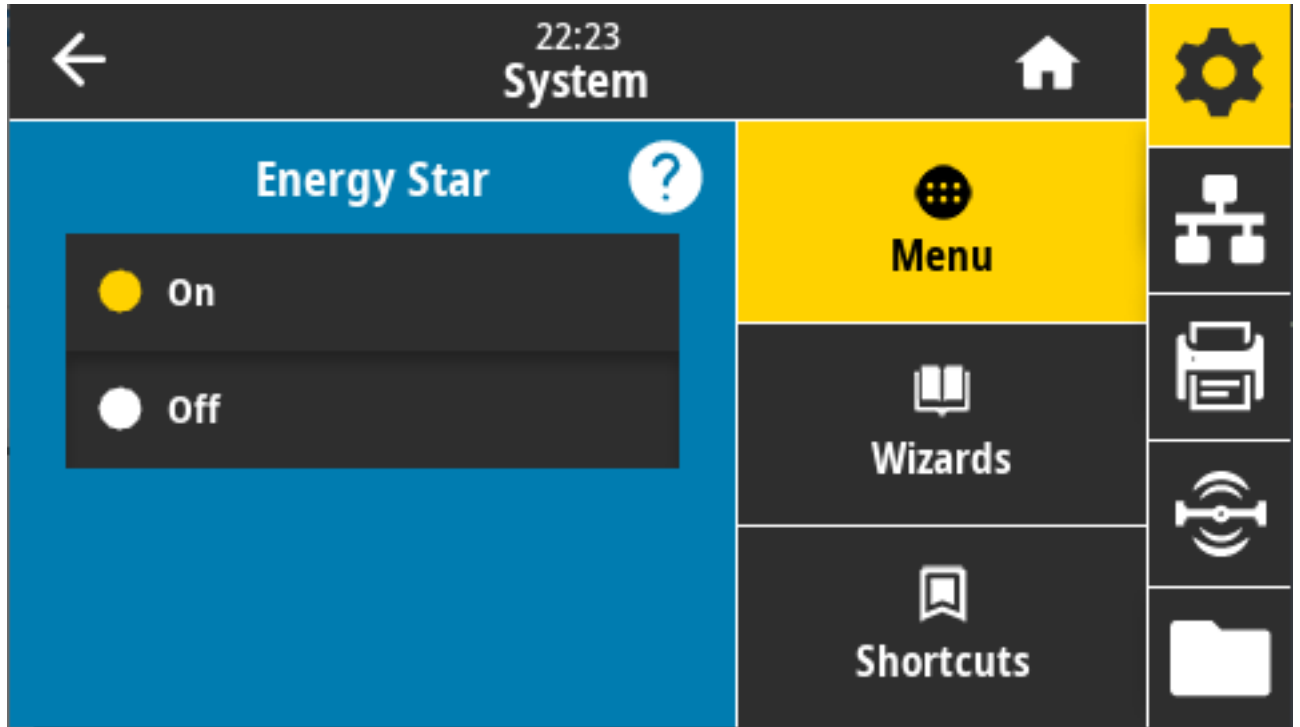 22:23
System
Energy Star
?
On
Off
Menu
Wizards
Shortcuts